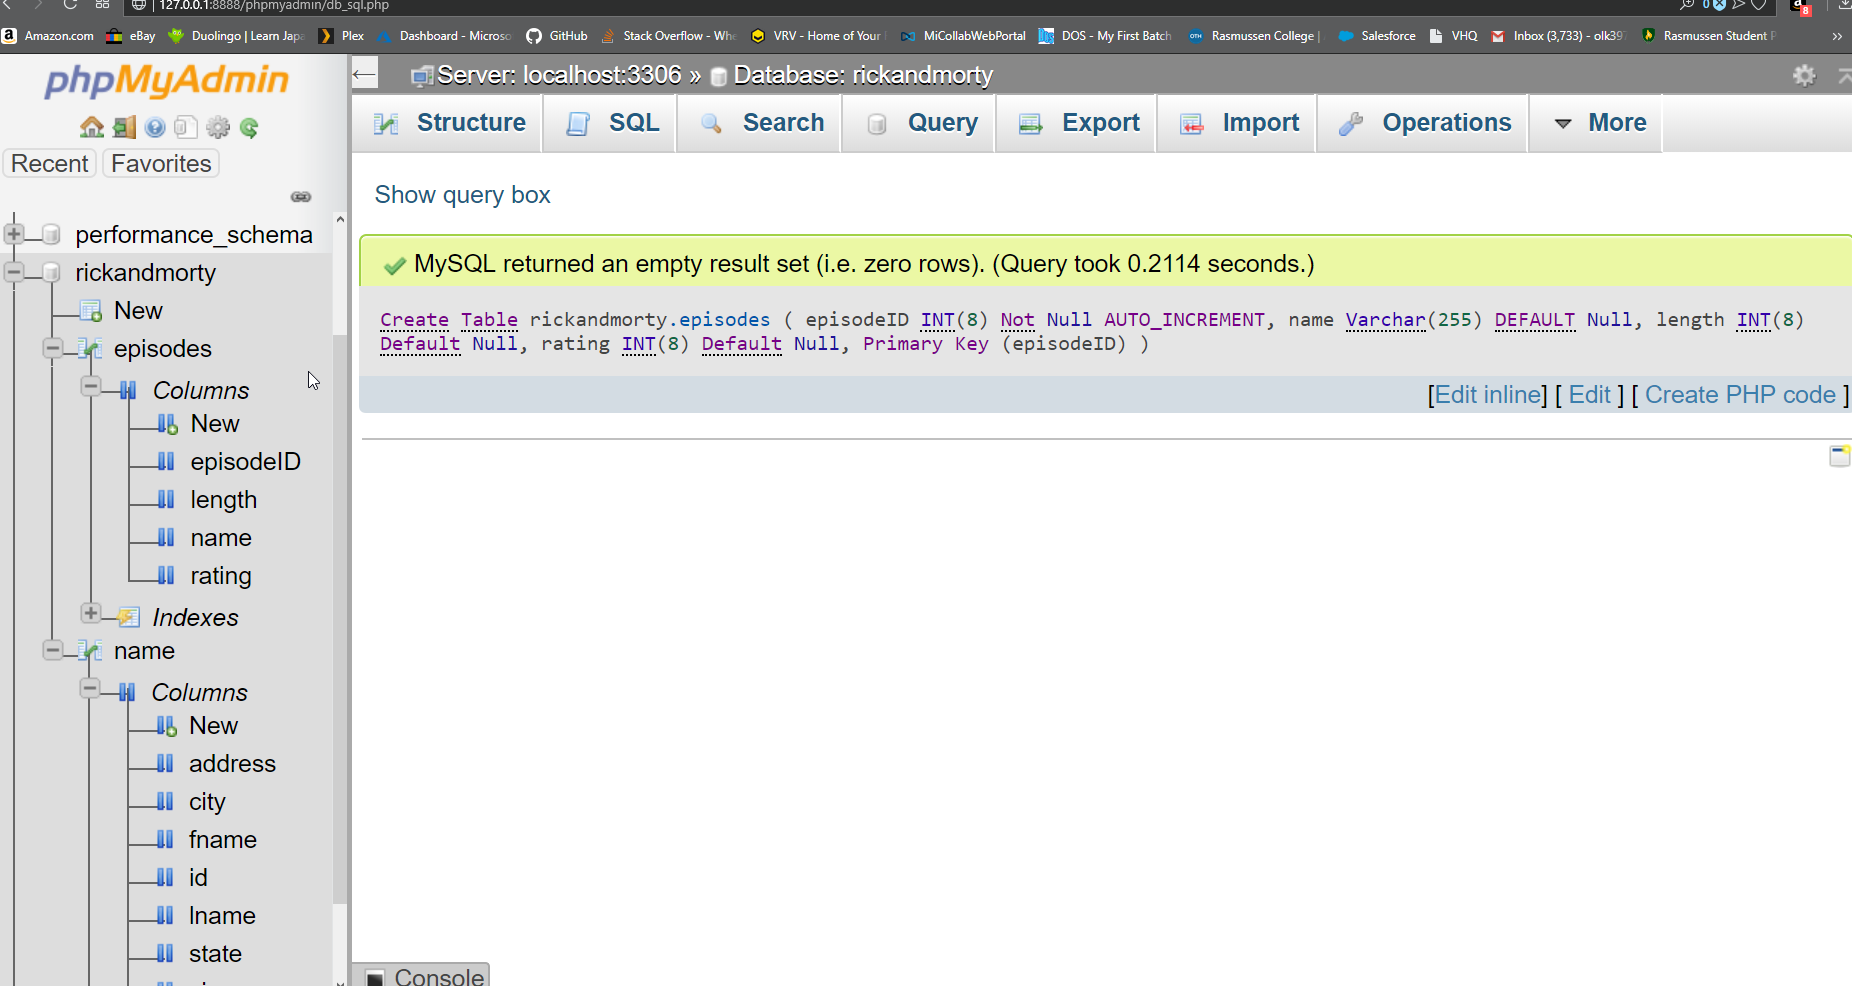 127.0.0.1:8888/phpmyadmin/db_sql.php
0
8
Amazon.com eBay Duolingo | Learn Japa Plex Dashboard - Microso GitHub Stack Overflow - Whe VRV - Home of Your MiCollabWebPortal DOS - My First Batch Rasmussen College | Salesforce VHQ Inbox (3,733) - olk397 Rasmussen Student P »
phpMyAdmin
Recent Favorites
performance_schema
rickandmorty
New
episodes
Columns
New
episodeID
length
name
rating
Indexes
name
Columns
New
address
city
fname
id
lname
state
Server: localhost:3306 » Database: rickandmorty
Structure SQL Search Query Export Import Operations More
Show query box
MySQL returned an empty result set (i.e. zero rows). (Query took 0.2114 seconds.)
Create Table rickandmorty.episodes ( episodeID INT(8) Not Null AUTO_INCREMENT, name Varchar(255) DEFAULT Null, length INT(8)
Default Null, rating INT(8) Default Null, Primary Key (episodeID) )
[Edit inline] [ Edit ] [ Create PHP code ]
Console